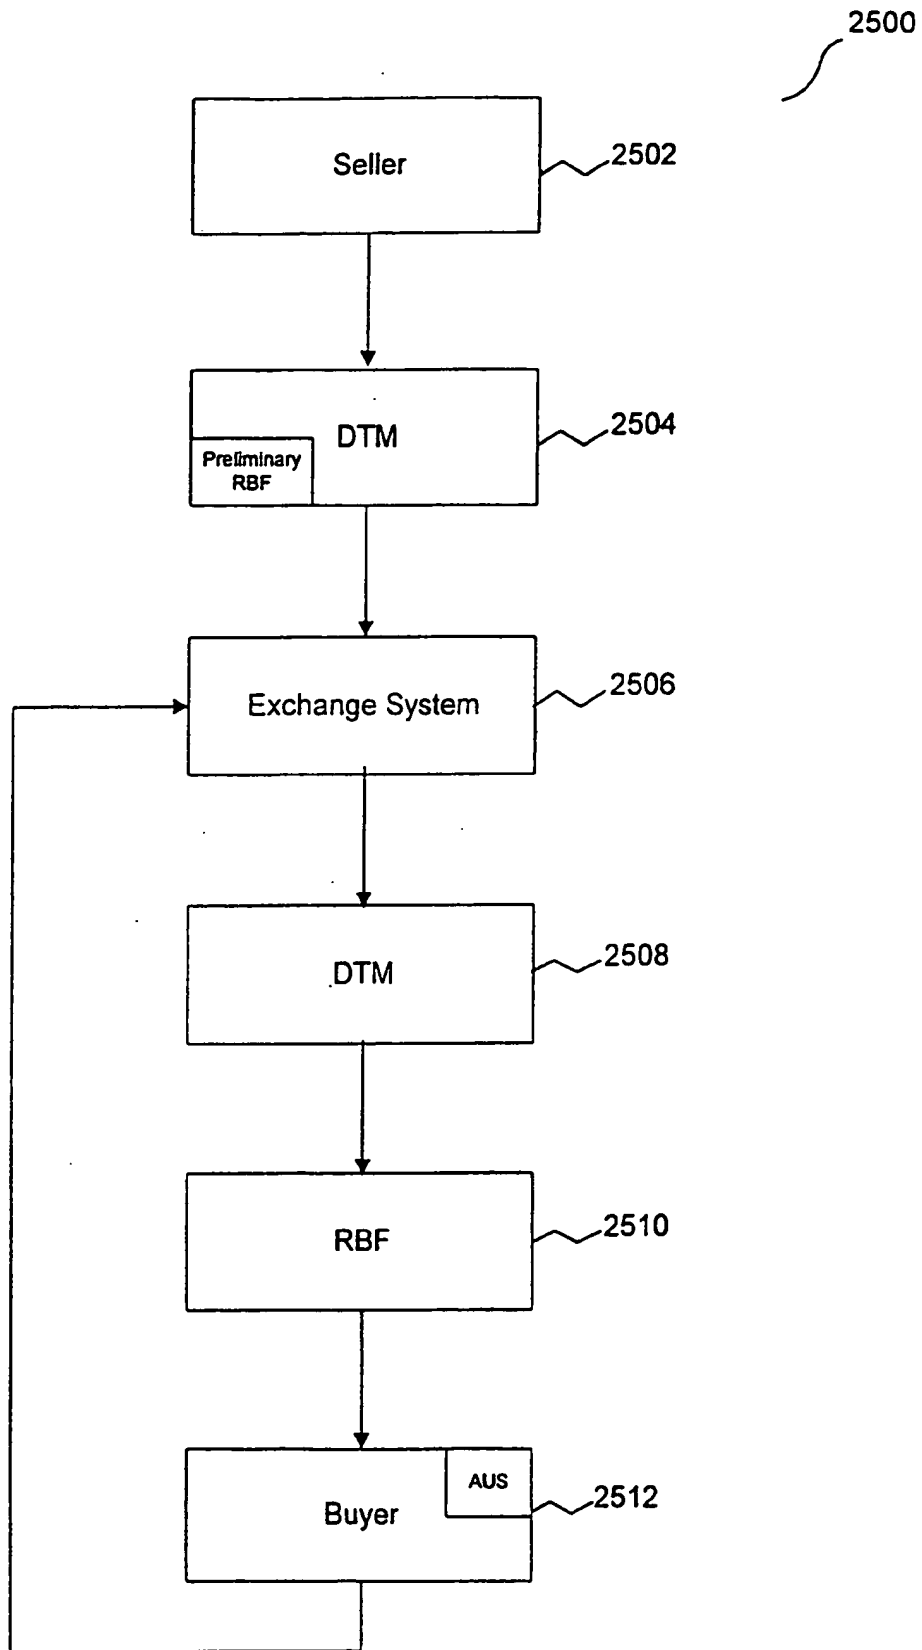 2500
Seller
2502
DTM
2504
Preliminary
RBF
Exchange System
2506
DTM
2508
RBF
2510
AUS
Buyer
2512